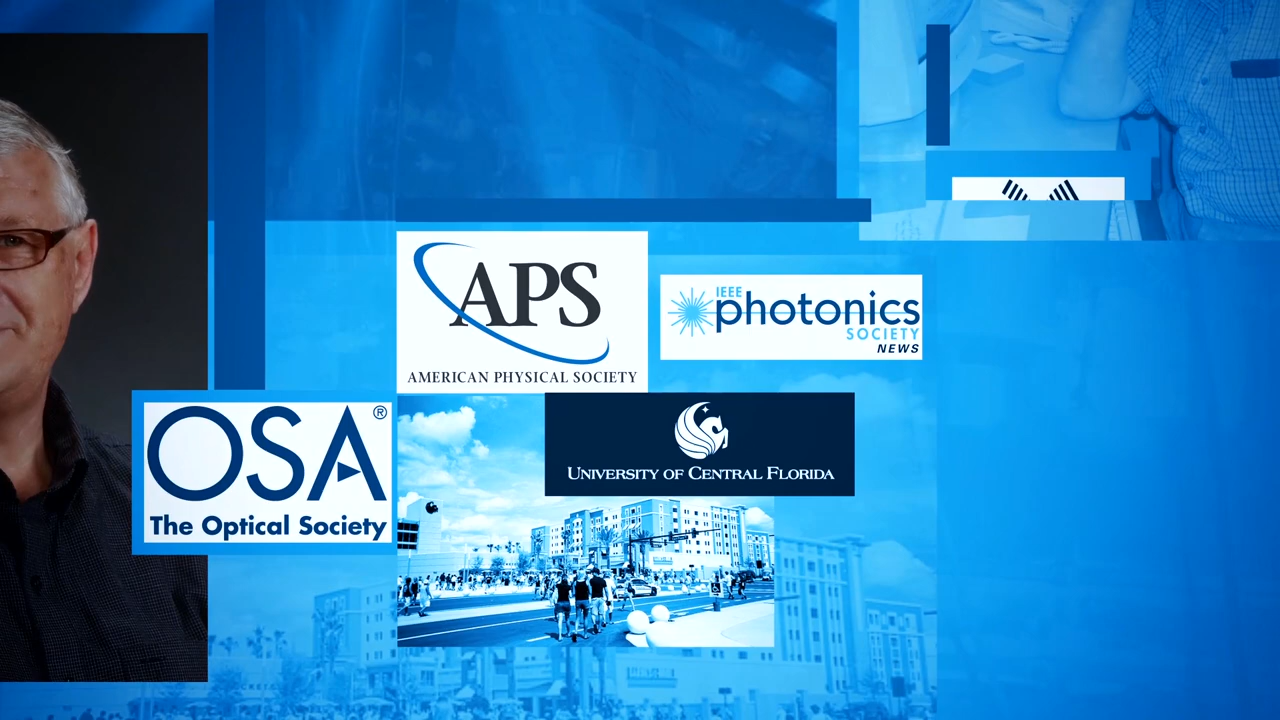 APS
AMERICAN PHYSICAL SOCIETY
IEEE
photonics
SOCIETY
NEWS
OSA®
The Optical Society
UNIVERSITY OF CENTRAL FLORIDA